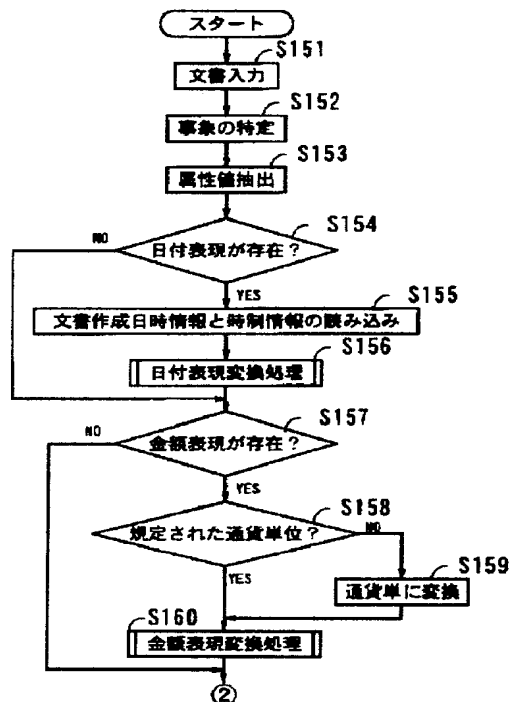 スタート
S151
文書入力
S152
事象の特定
S153
属性値抽出
S154
日付表現が存在？
NO
YES
S155
文書作成日時情報と時制情報の読み込み
S156
日付表現変換処理
S157
金額表現が存在？
NO
YES
S158
規定された通貨単位？
NO
YES
S159
通貨単に変換
S160
金額表現変換処理
②